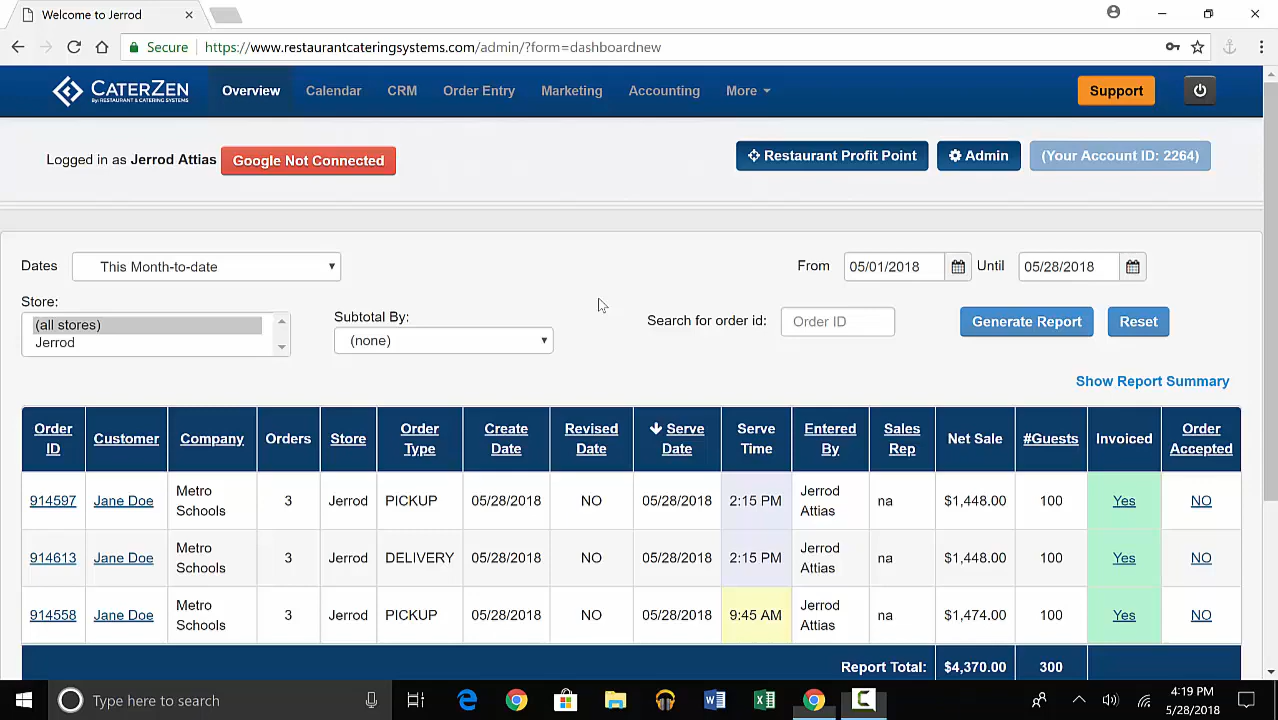 Welcome to Jerrod
Secure https://www.restaurantcateringsystems.com/admin/?form=dashboardnew
CATERZEN
By: RESTAURANT & CATERING SYSTEMS
Overview Calendar CRM Order Entry Marketing Accounting More Support
Logged in as Jerrod Attias Google Not Connected Restaurant Profit Point Admin (Your Account ID: 2264)
Dates This Month-to-date From 05/01/2018 Until 05/28/2018
Store:
(all stores)
Jerrod
Subtotal By:
(none)
Search for order id: Order ID Generate Report Reset
Show Report Summary
Order ID Customer Company Orders Store Order Type Create Date Revised Date Serve Date Serve Time Entered By Sales Rep Net Sale #Guests Invoiced Order Accepted
914597 Jane Doe Metro Schools 3 Jerrod PICKUP 05/28/2018 NO 05/28/2018 2:15 PM Jerrod Attias na $1,448.00 100 Yes NO
914613 Jane Doe Metro Schools 3 Jerrod DELIVERY 05/28/2018 NO 05/28/2018 2:15 PM Jerrod Attias na $1,448.00 100 Yes NO
914558 Jane Doe Metro Schools 3 Jerrod PICKUP 05/28/2018 NO 05/28/2018 9:45 AM Jerrod Attias na $1,474.00 100 Yes NO
Report Total: $4,370.00 300
Type here to search
4:19 PM
5/28/2018